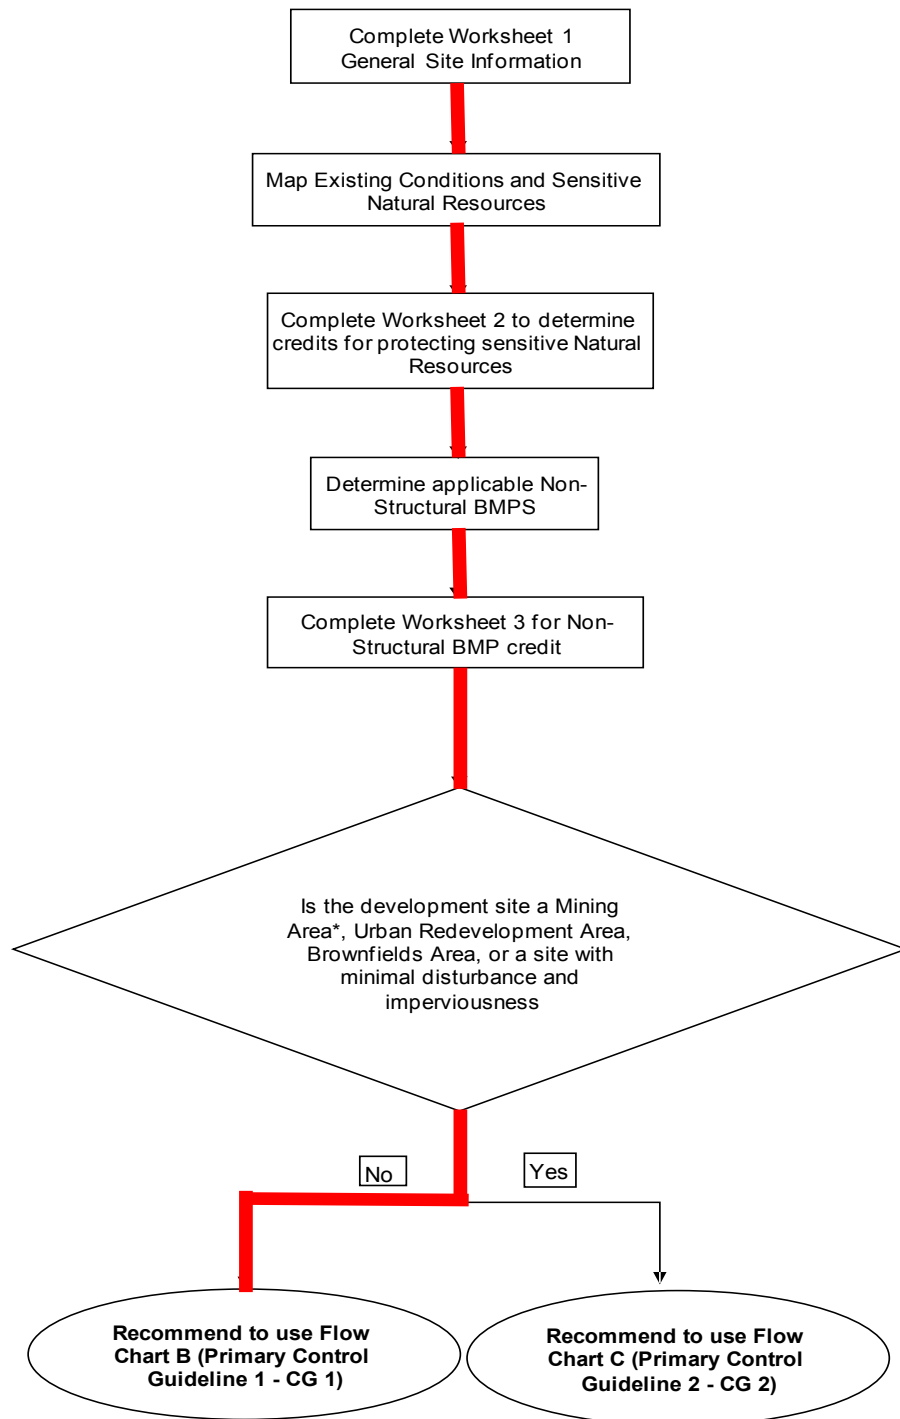 Complete Worksheet 1
General Site Information
Map Existing Conditions and Sensitive
Natural Resources
Complete Worksheet 2 to determine
credits for protecting sensitive Natural
Resources
Determine applicable Non-
Structural BMPS
Complete Worksheet 3 for Non-
Structural BMP credit
Is the development site a Mining
Area*, Urban Redevelopment Area,
Brownfields Area, or a site with
minimal disturbance and
imperviousness
No
Yes
Recommend to use Flow
Chart B (Primary Control
Guideline 1 - CG 1)
Recommend to use Flow
Chart C (Primary Control
Guideline 2 - CG 2)